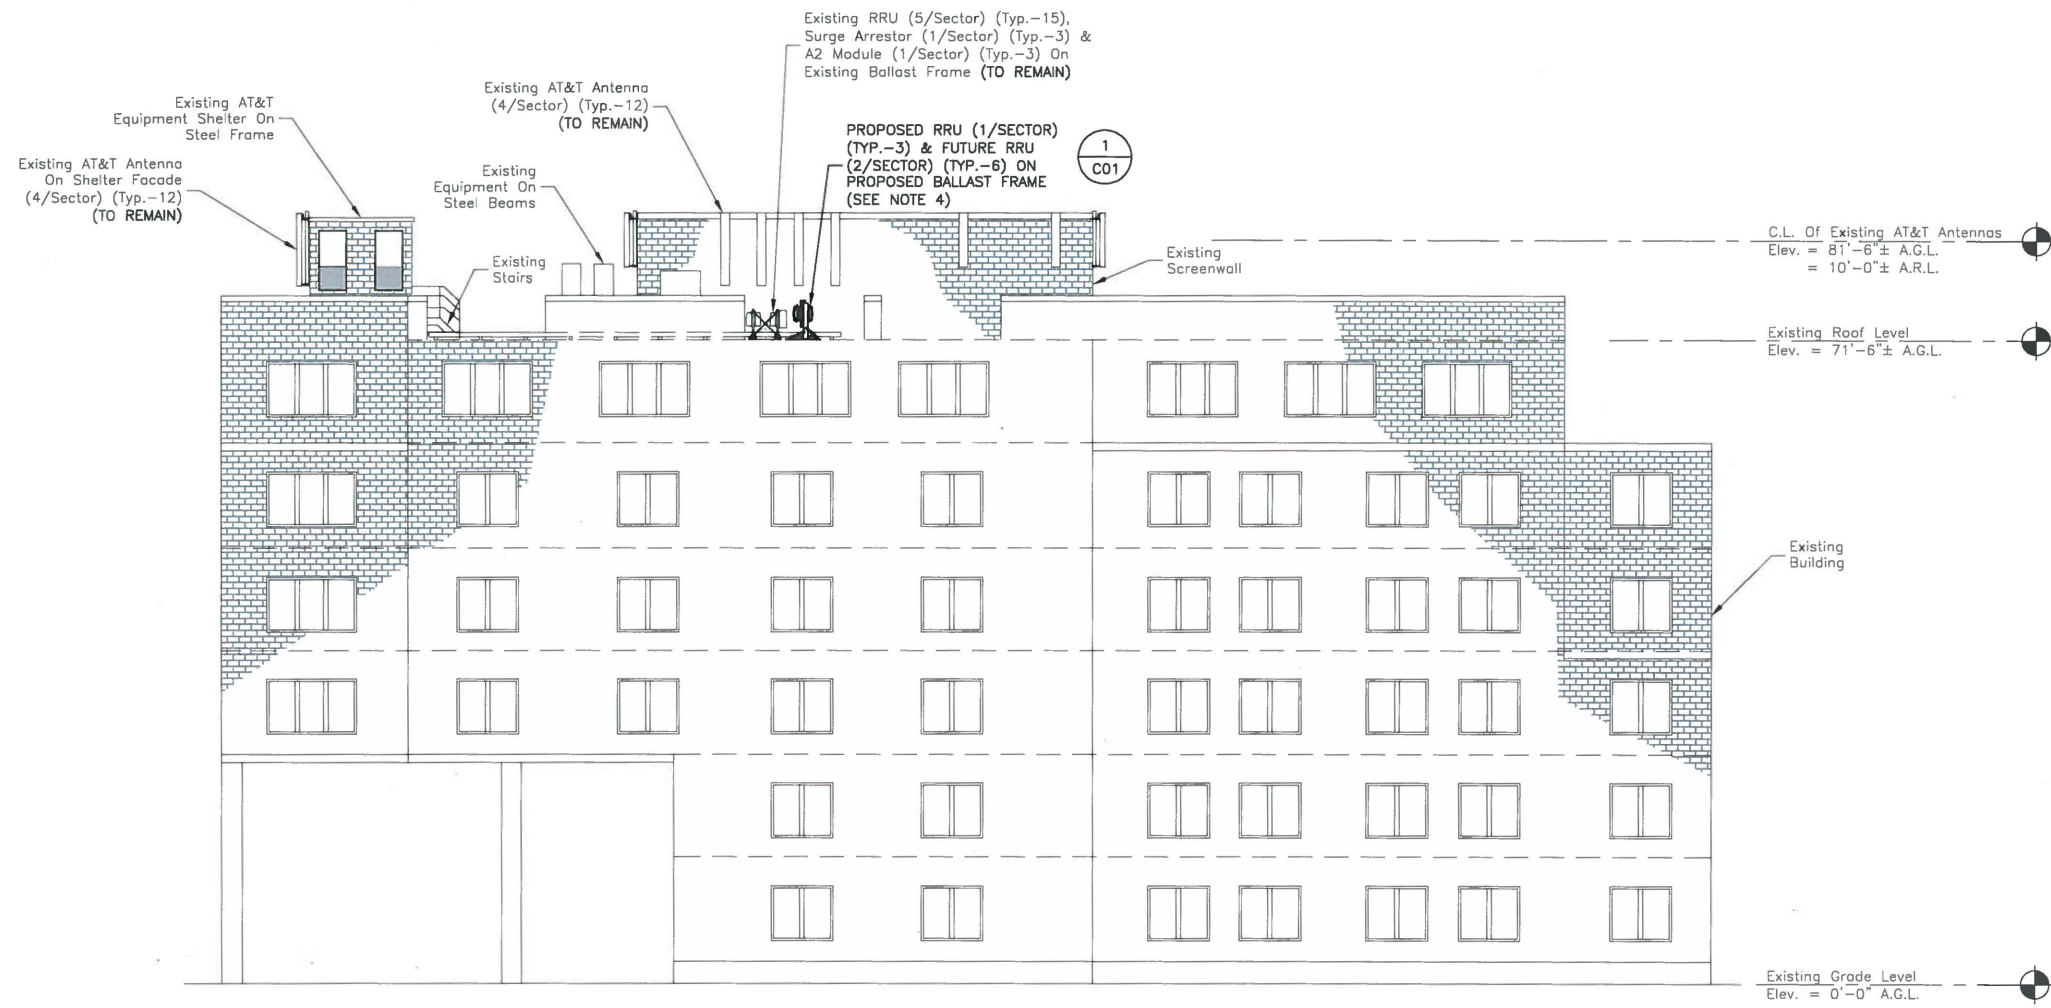 Existing RRU (5/Sector) (Typ.-15),
Surge Arrestor (1/Sector) (Typ.-3) &
A2 Module (1/Sector) (Typ.-3) On
Existing Ballast Frame (TO REMAIN)
Existing AT&T Antenna
(4/Sector) (Typ.-12)
(TO REMAIN)
Existing AT&T
Equipment Shelter On
Steel Frame
PROPOSED RRU (1/SECTOR)
(TYP.-3) & FUTURE RRU
(2/SECTOR) (TYP.-6) ON
PROPOSED BALLAST FRAME
(SEE NOTE 4)
1
C01
Existing AT&T Antenna
On Shelter Facade
(4/Sector) (Typ.-12)
(TO REMAIN)
Existing
Equipment On
Steel Beams
Existing
Stairs
Existing
Screenwall
C.L. Of Existing AT&T Antennas
Elev. = 81'-6"± A.G.L.
= 10'-0"± A.R.L.
Existing Roof Level
Elev. = 71'-6"± A.G.L.
Existing
Building
Existing Grade Level
Elev. = 0'-0" A.G.L.